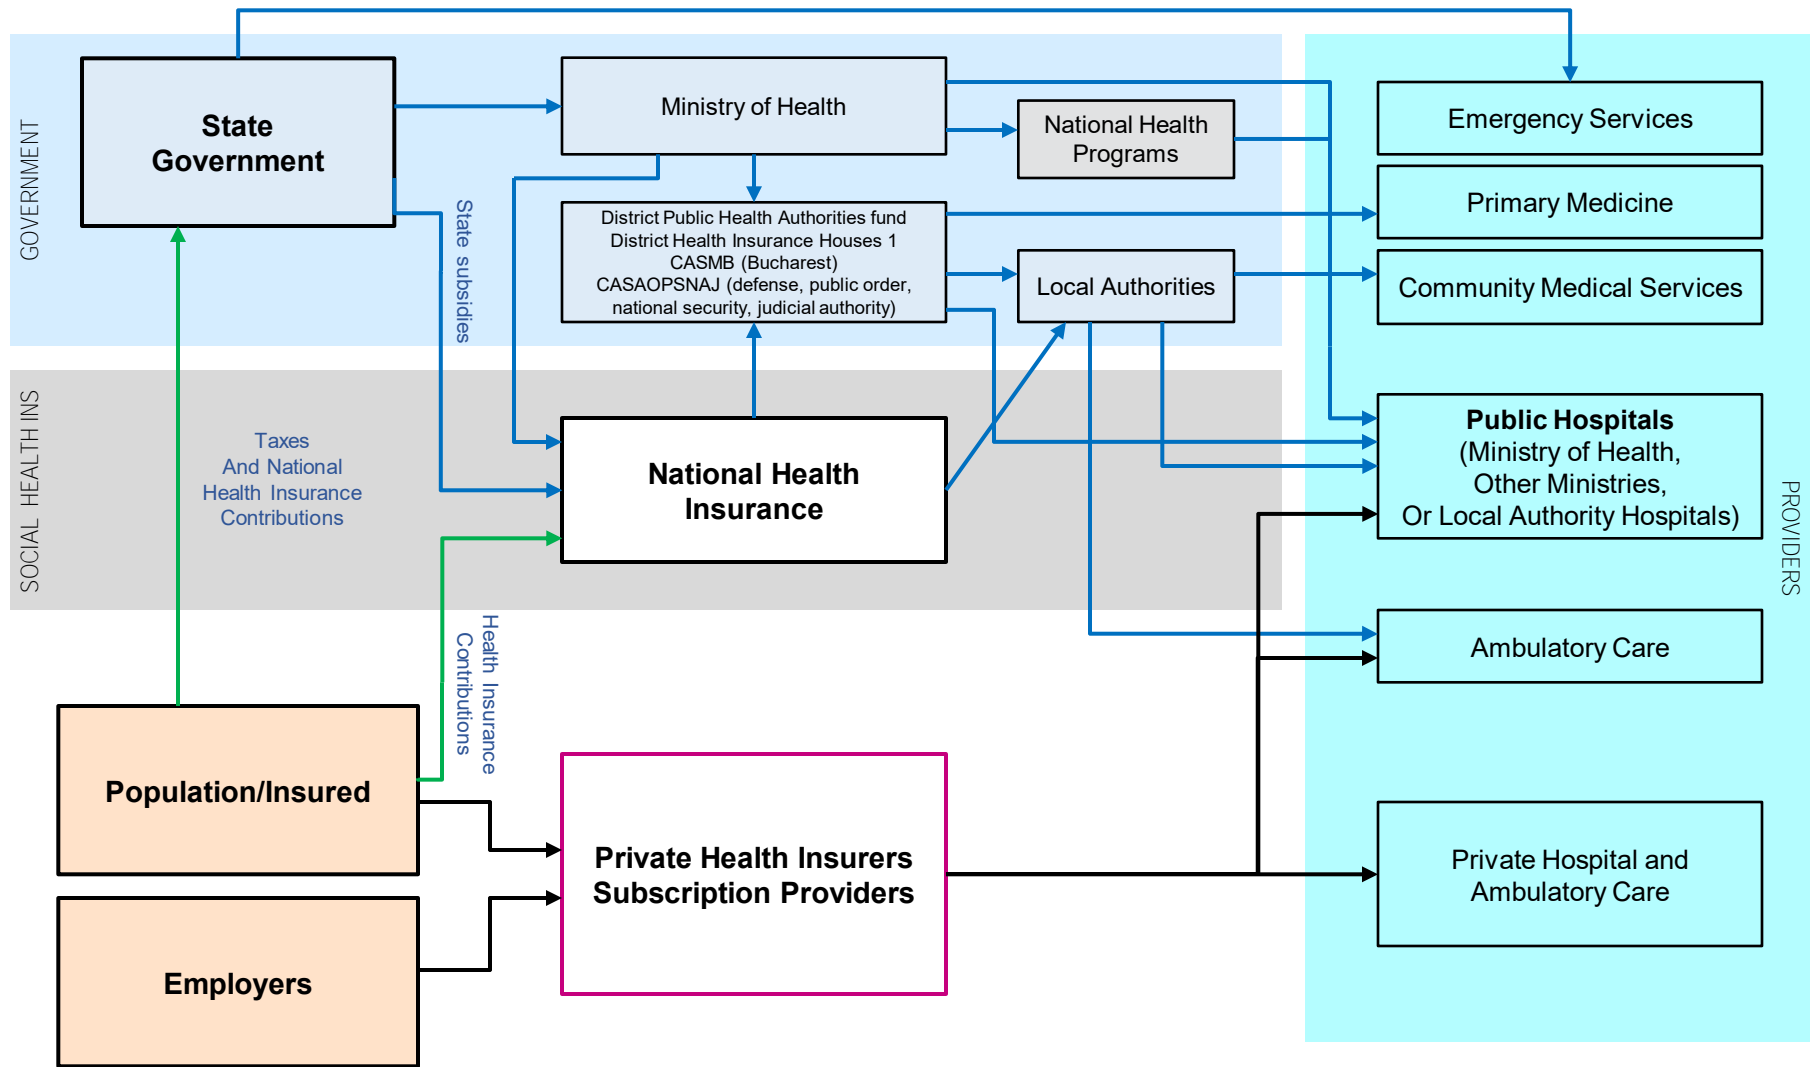 GOVERNMENT
State
Government
Ministry of Health
National Health
Programs
Emergency Services
Primary Medicine
State subsidies
District Public Health Authorities fund
District Health Insurance Houses 1
CASMB (Bucharest)
CASAOPSNAJ (defense, public order,
national security, judicial authority)
Local Authorities
Community Medical Services
SOCIAL HEALTH INS
Taxes
And National
Health Insurance
Contributions
National Health
Insurance
Public Hospitals
(Ministry of Health,
Other Ministries,
Or Local Authority Hospitals)
PROVIDERS
Ambulatory Care
Health Insurance
Contributions
Population/Insured
Private Health Insurers
Subscription Providers
Private Hospital and
Ambulatory Care
Employers